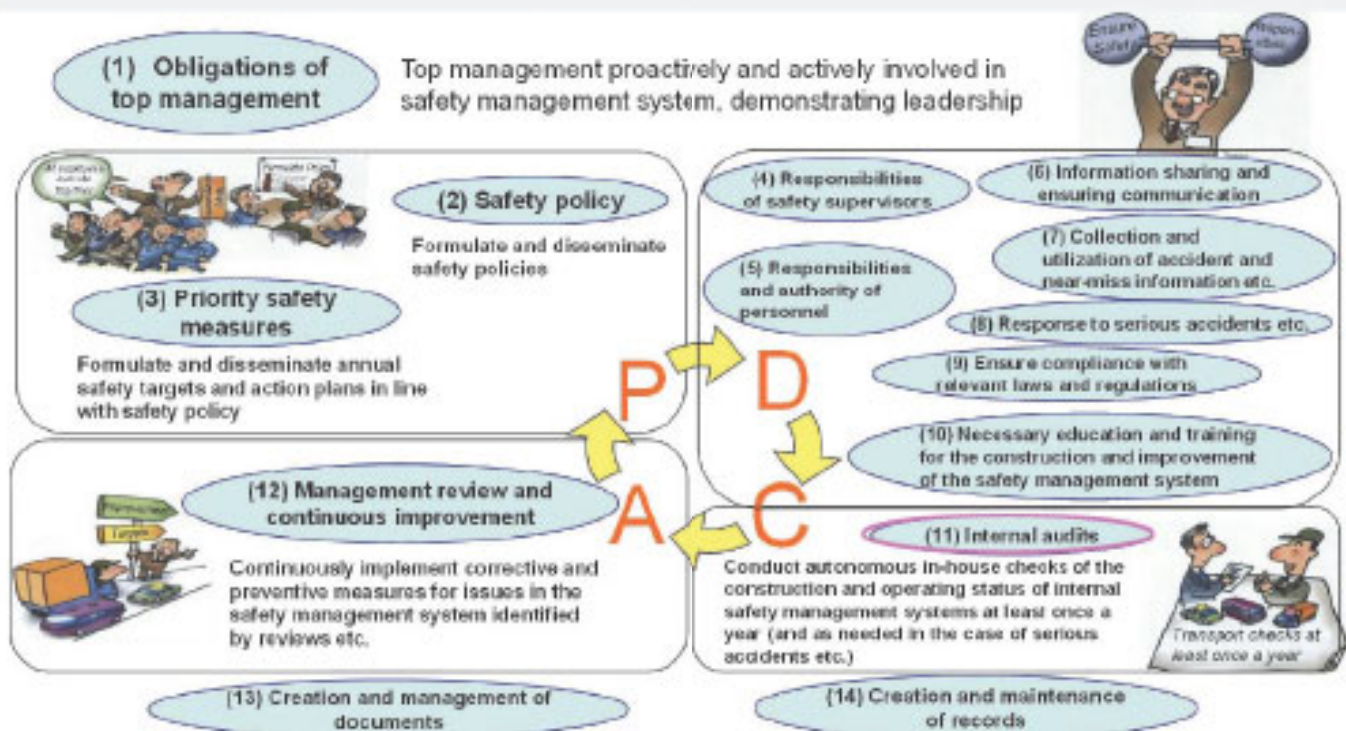 (1) Obligations of
top management
Top management proactively and actively involved in
safety management system, demonstrating leadership
Ensure
Safety
(2) Safety policy
Formulate and disseminate
safety policies
(3) Priority safety
measures
Formulate and disseminate annual
safety targets and action plans in line
with safety policy
(4) Responsibilities
of safety supervisors
(5) Responsibilities
and authority of
personnel
(6) Information sharing and
ensuring communication
(7) Collection and
utilization of accident and
near-miss information etc.
(8) Response to serious accidents etc.
(9) Ensure compliance with
relevant laws and regulations
(10) Necessary education and training
for the construction and improvement
of the safety management system
P
D
C
A
(11) Internal audits
Conduct autonomous in-house checks of the
construction and operating status of internal
safety management systems at least once a
year (and as needed in the case of serious
accidents etc.)
Transport checks at
least once a year
(12) Management review and
continuous improvement
Continuously implement corrective and
preventive measures for issues in the
safety management system identified
by reviews etc.
Targets
(13) Creation and management of
documents
(14) Creation and maintenance
of records